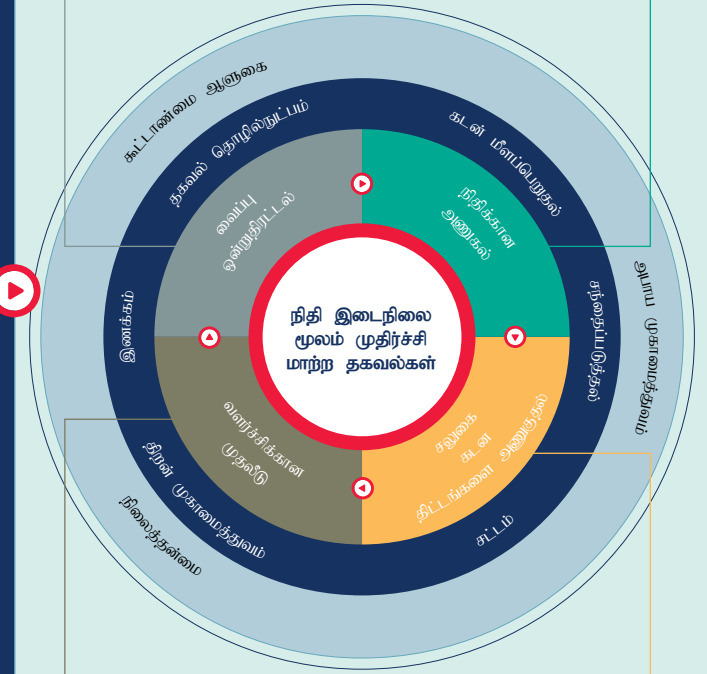 கூட்டாண்மை ஆளுகை
தகவல் தொழில்நுட்பம்
கடன் மீளப்பெறுதல்
வைப்பு
ஒன்றுதிரட்டல்
நிதிக்கான
அணுகல்
இணக்கம்
நிதி இடைநிலை
மூலம் முதிர்ச்சி
மாற்ற தகவல்கள்
சந்தைப்படுத்தல்
அபாய முகாமைத்துவம்
வளர்ச்சிக்கான
முதலீடு
சலுகை
கடன
திட்டங்களை அணுகுதல்
திறன் முகாமைத்துவம்
சட்டம்
நிலைத்தன்மை